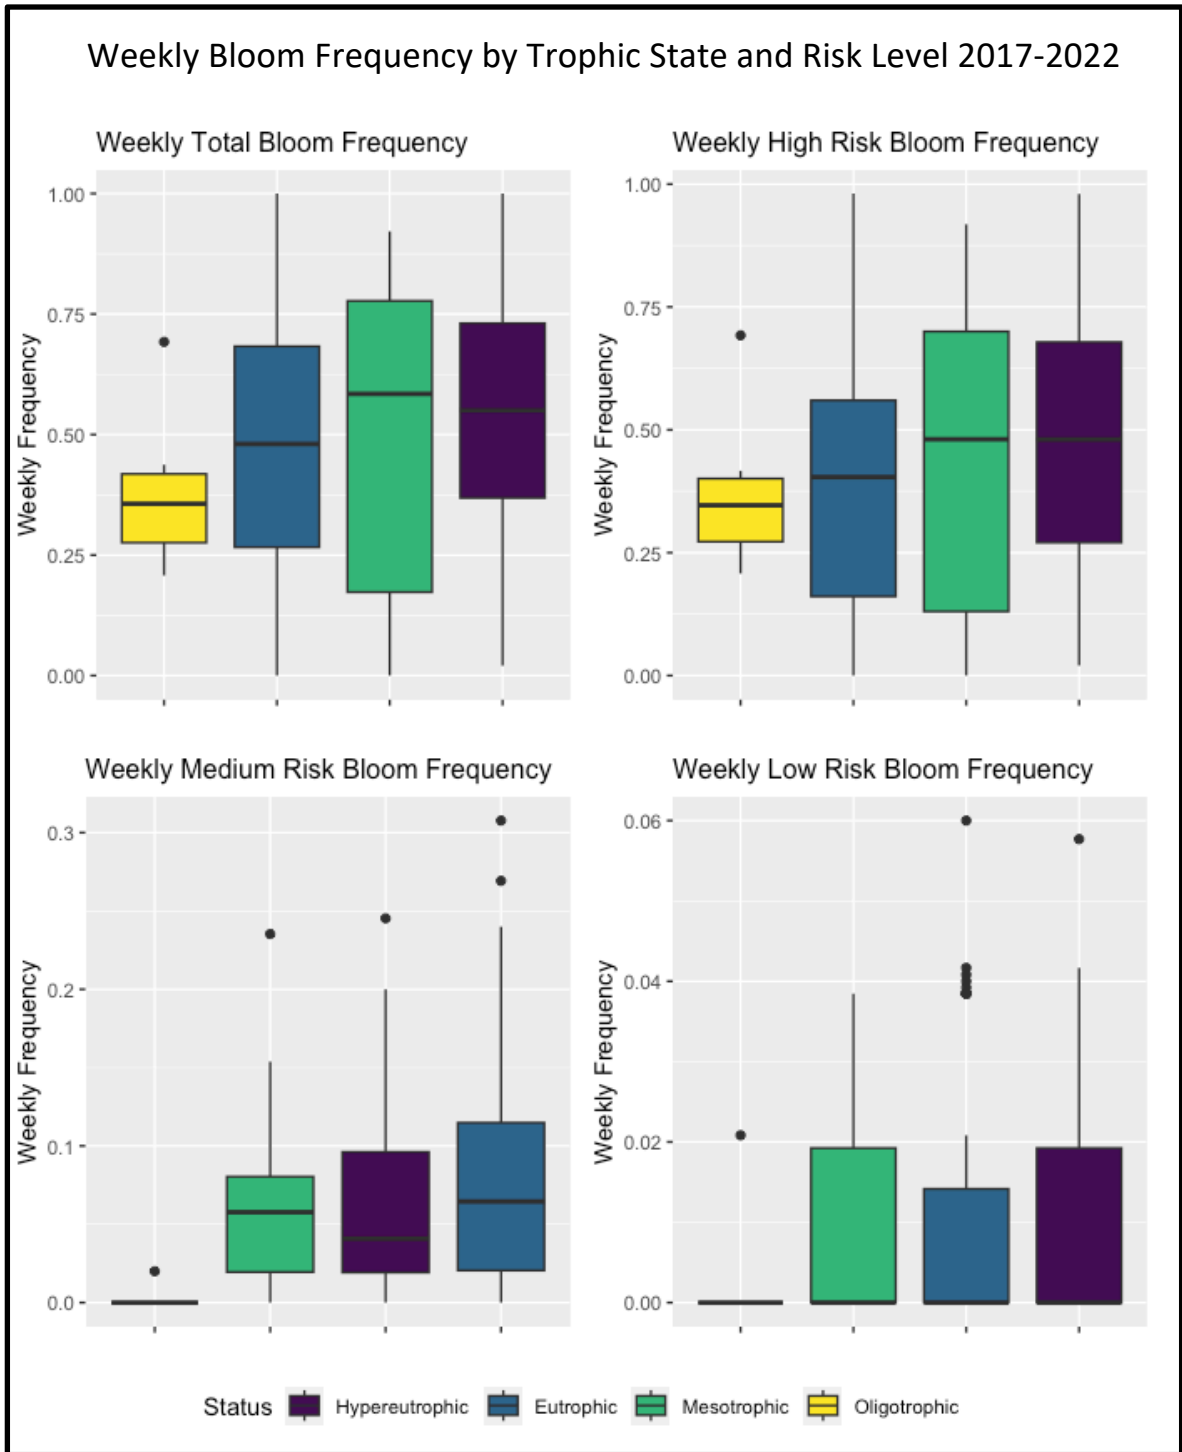 Weekly Bloom Frequency by Trophic State and Risk Level 2017-2022
Weekly Total Bloom Frequency
Weekly Frequency
1.00
0.75
0.50
0.25
0.00
Weekly High Risk Bloom Frequency
Weekly Frequency
1.00
0.75
0.50
0.25
0.00
Weekly Medium Risk Bloom Frequency
Weekly Frequency
0.3
0.2
0.1
0.0
Weekly Low Risk Bloom Frequency
Weekly Frequency
0.06
0.04
0.02
0.00
Status Hypereutrophic Eutrophic Mesotrophic Oligotrophic